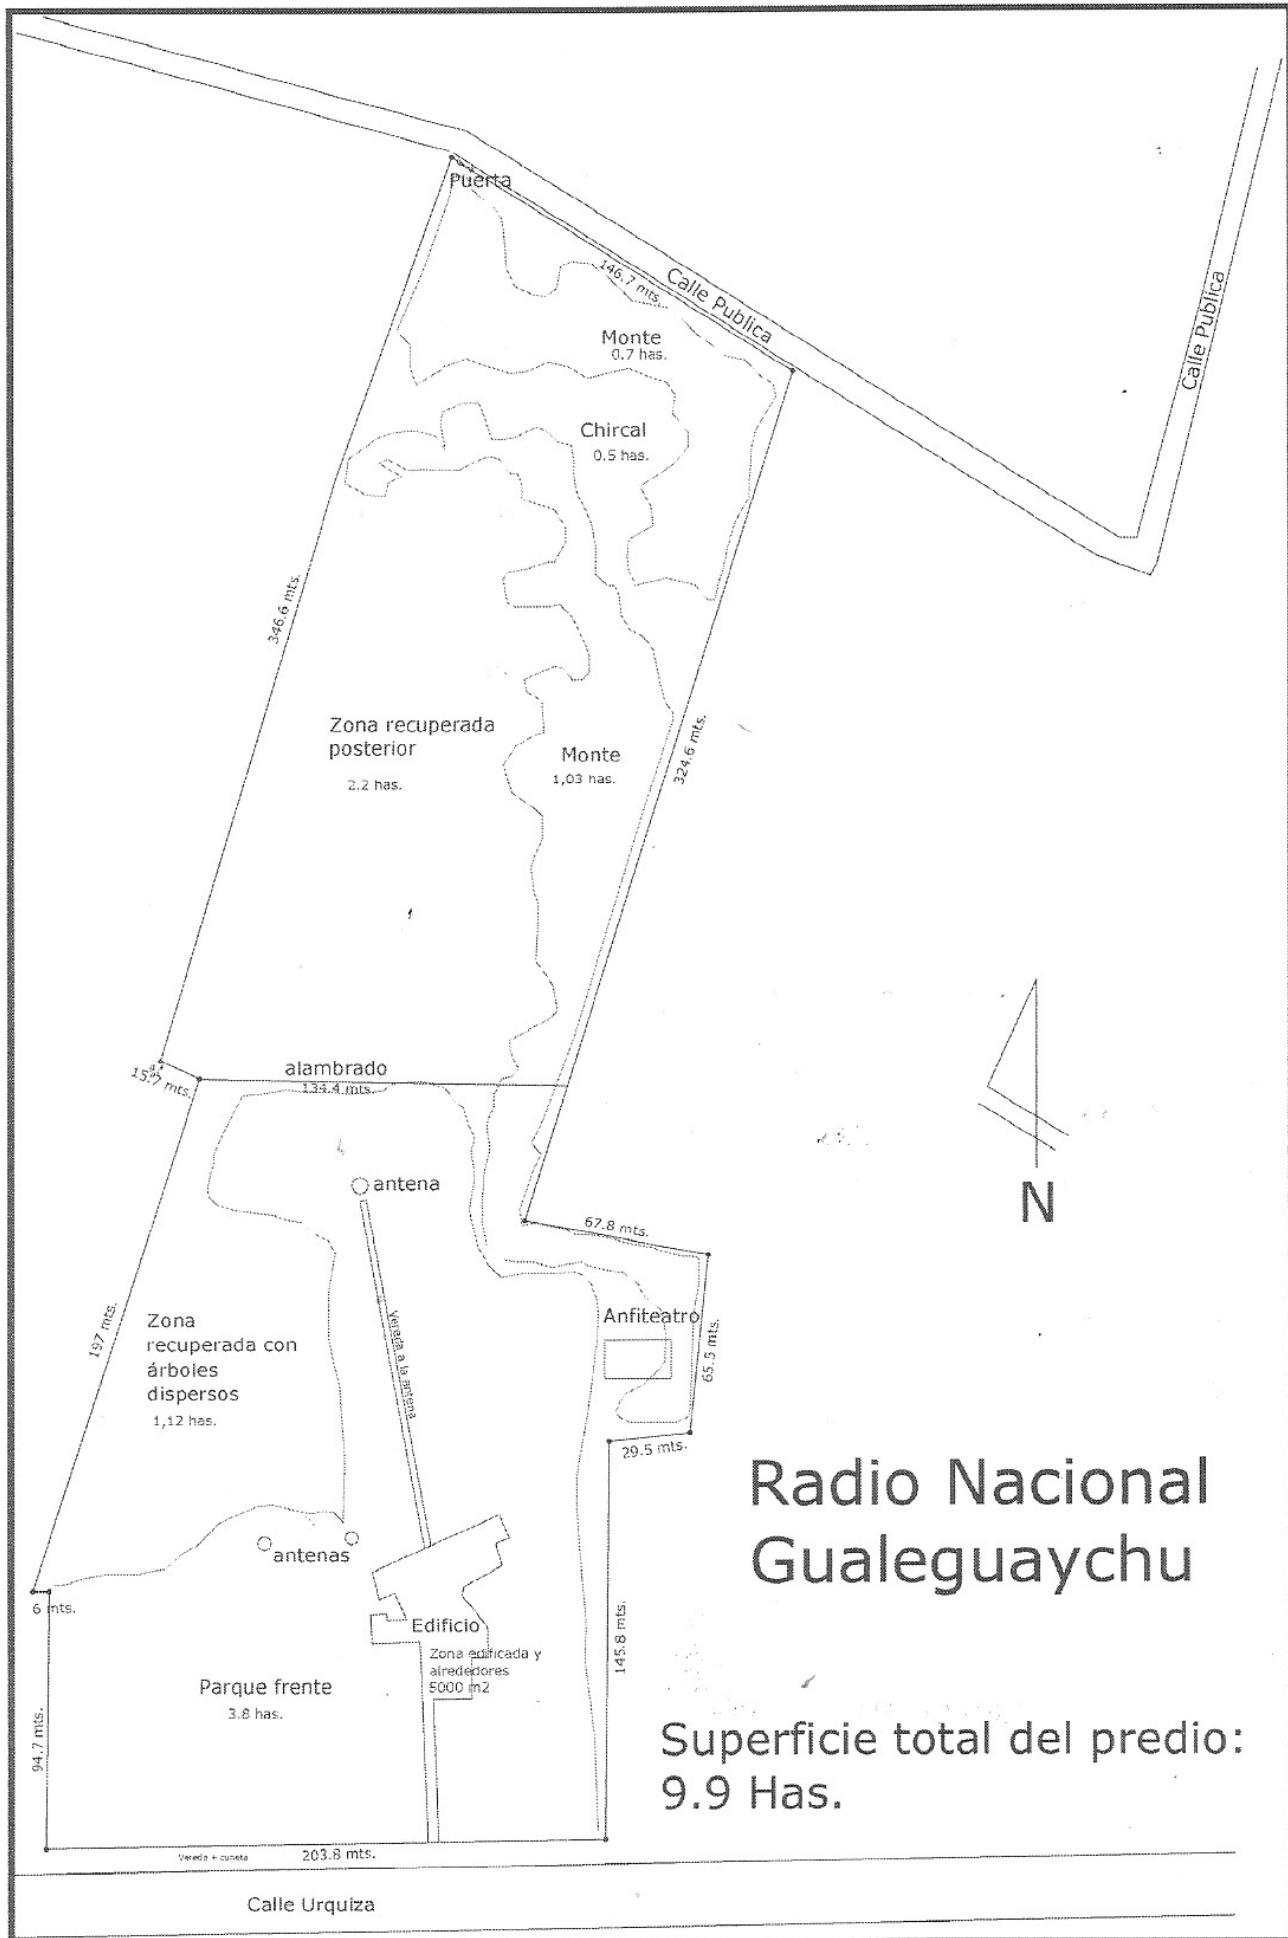 Puerta
146.7 mts.
Calle Publica
Calle Publica
Monte
0.7 has.
Chircal
0.5 has.
346.6 mts.
Zona recuperada
posterior
2.2 has.
Monte
1,03 has.
324.6 mts.
15.7 mts.
alambrado
134.4 mts.
antena
N
67.8 mts.
197 mts.
Zona
recuperada con
árboles
dispersos
1,12 has.
Vereda a la antena
Anfiteatro
65.5 mts.
29.5 mts.
Radio Nacional
Gualeguaychu
antenas
6 mts.
Edificio
Zona edificada y
alrededores
5000 m2
145.8 mts.
Parque frente
3.8 has.
94.7 mts.
Superficie total del predio:
9.9 Has.
Vereda + cuneta
203.8 mts.
Calle Urquiza